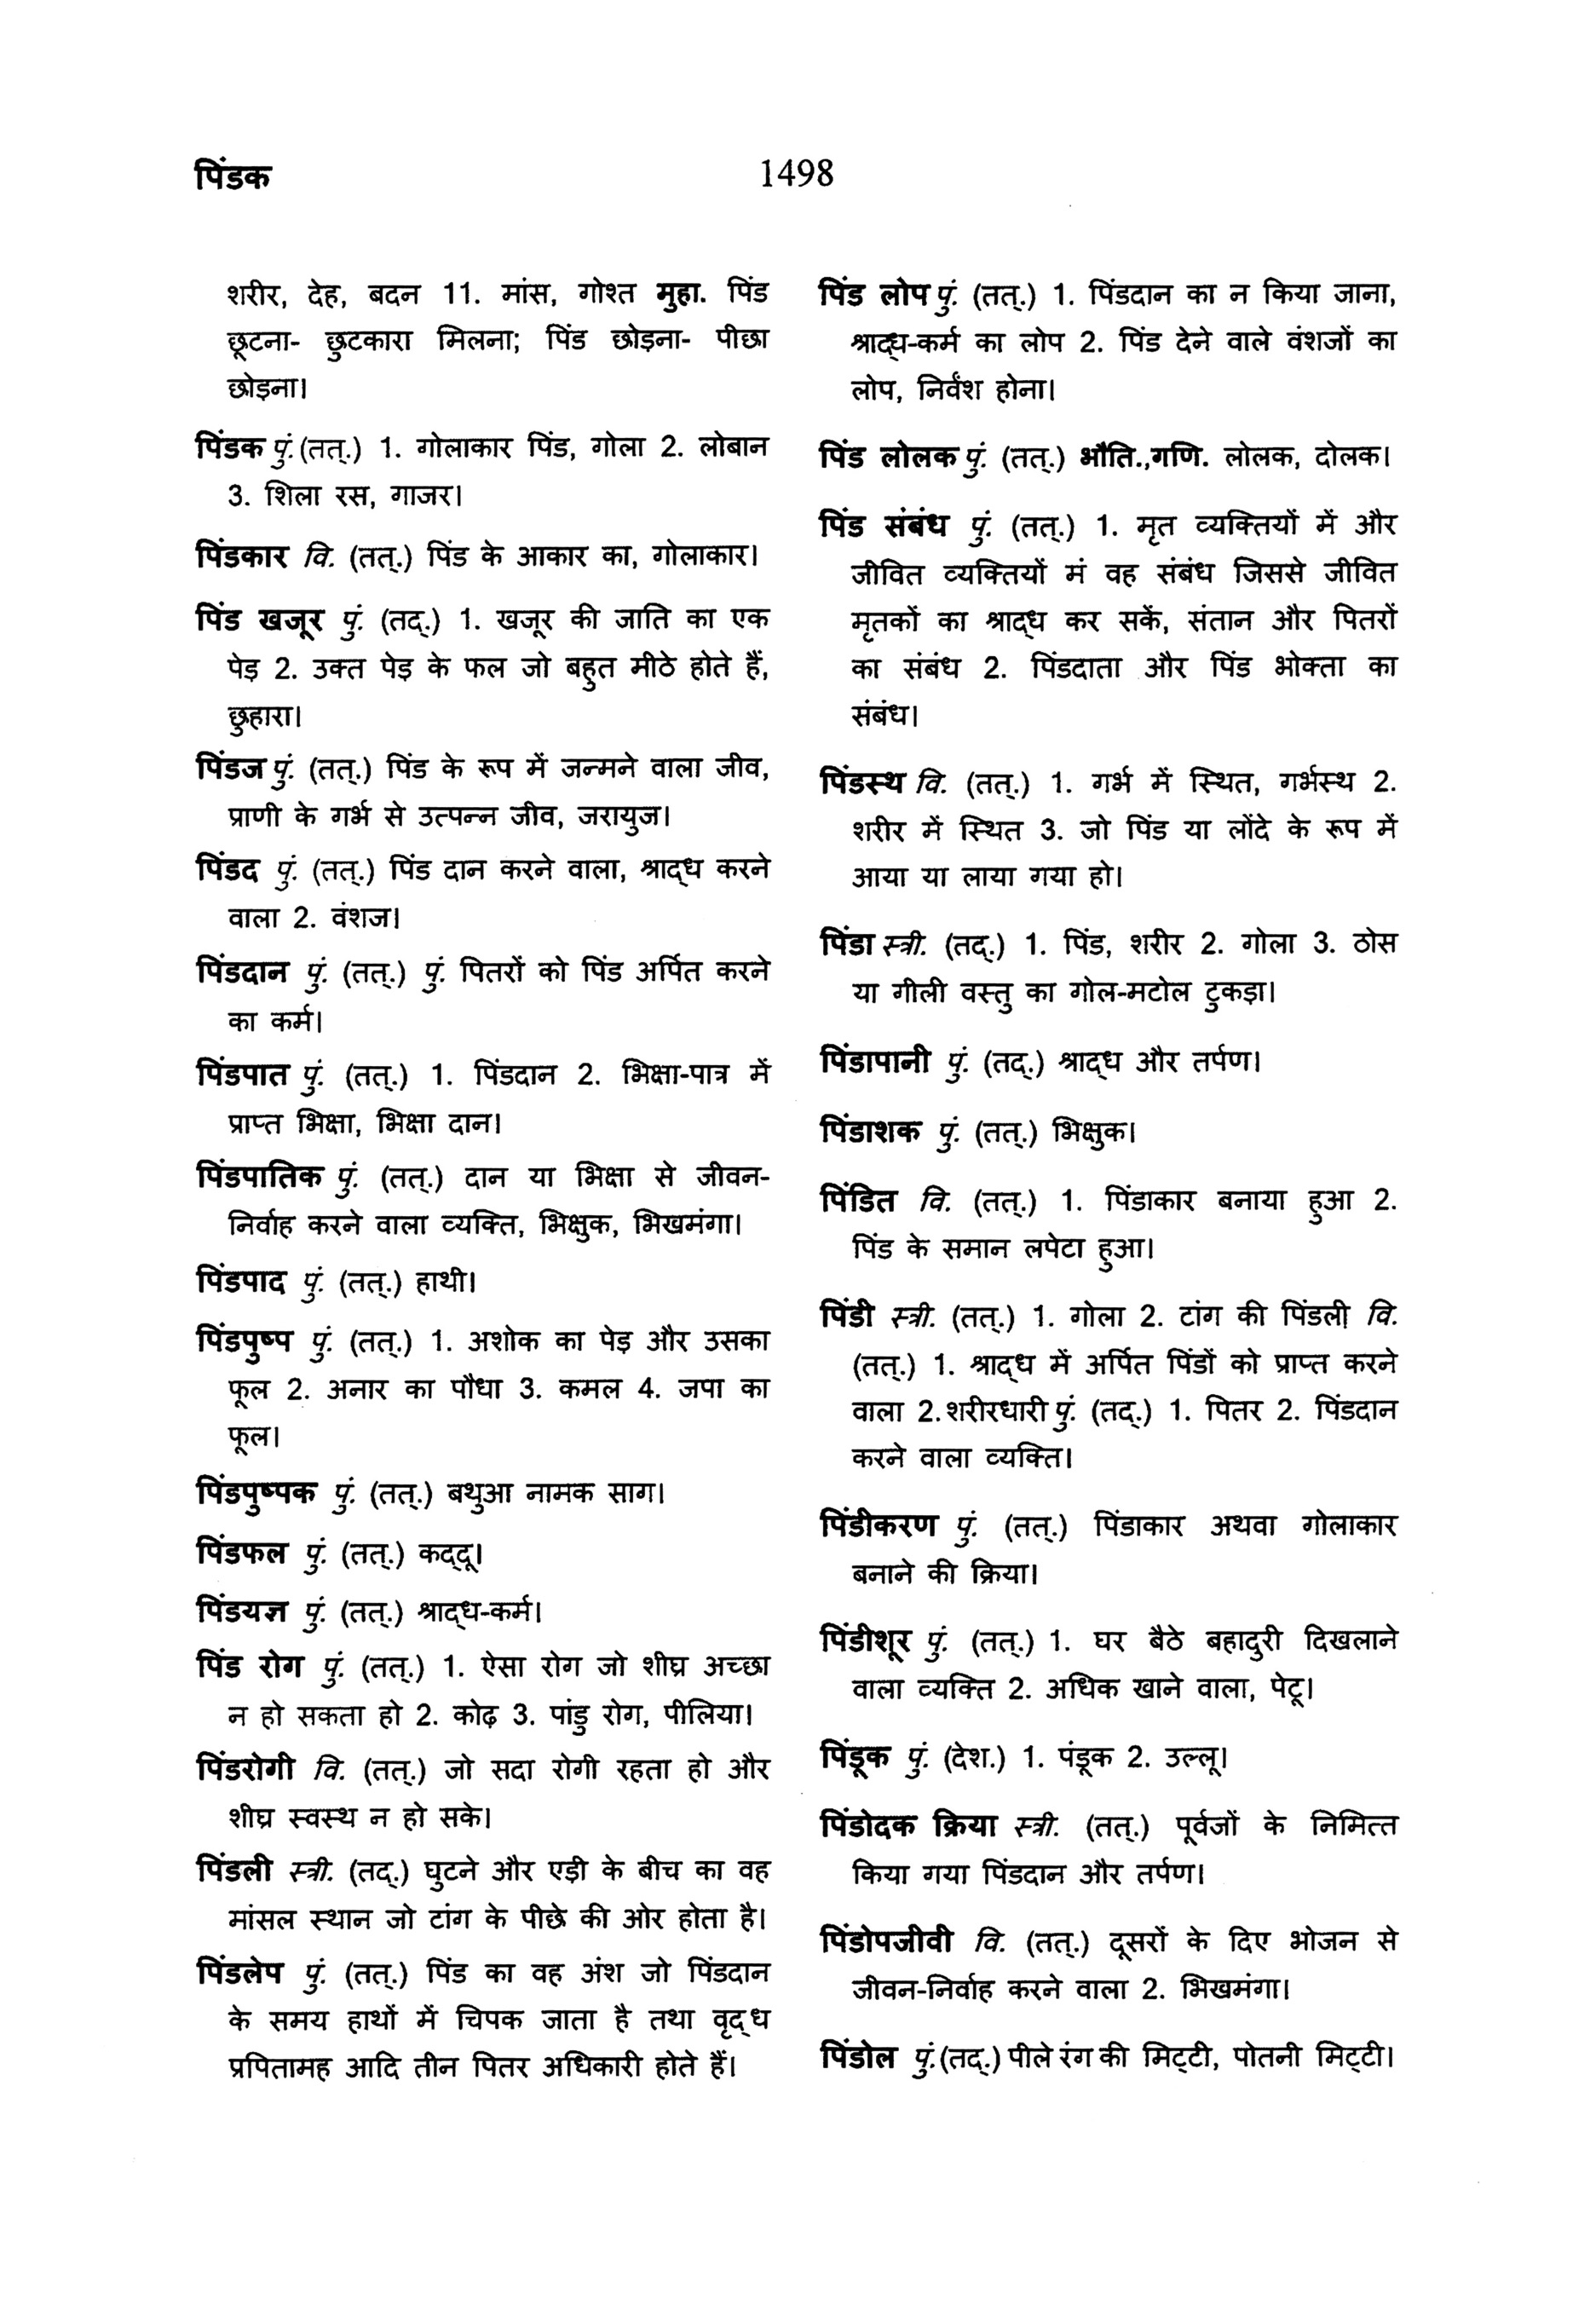 पिंडक
1498
शरीर, देह, बदन 11. मांस, गोश्त मुहा. पिंड
छूटना- छुटकारा मिलना; पिंड छोड़ना- पीछा
छोड़ना।
पिंडक पुं. (तत्.) 1. गोलाकार पिंड, गोला 2. लोबान
3. शिला रस, गाजर।
पिंडकार वि. (तत्.) पिंड के आकार का, गोलाकार।
पिंड खजूर पुं. (तद्.) 1. खजूर की जाति का एक
पेड़ 2. उक्त पेड़ के फल जो बहुत मीठे होते हैं,
छुहारा।
पिंडज पुं. (तत्.) पिंड के रूप में जन्मने वाला जीव,
प्राणी के गर्भ से उत्पन्न जीव, जरायुज।
पिंडद पुं. (तत्.) पिंड दान करने वाला, श्राद्ध करने
वाला 2. वंशज।
पिंडदान पुं. (तत्.) पुं. पितरों को पिंड अर्पित करने
का कर्म।
पिंडपात पुं. (तत्.) 1. पिंडदान 2. भिक्षा-पात्र में
प्राप्त भिक्षा, भिक्षा दान।
पिंडपातिक पुं. (तत्.) दान या भिक्षा से जीवन-
निर्वाह करने वाला व्यक्ति, भिक्षुक, भिखमंगा।
पिंडपाद पुं. (तत्.) हाथी।
पिंडपुष्प पुं. (तत्.) 1. अशोक का पेड़ और उसका
फूल 2. अनार का पौधा 3. कमल 4. जपा का
फूल।
पिंडपुष्पक पुं. (तत्.) बथुआ नामक साग।
पिंडफल पुं. (तत्.) कद्दू।
पिंडयज्ञ पुं. (तत्.) श्राद्ध-कर्म।
पिंड रोग पुं. (तत्.) 1. ऐसा रोग जो शीघ्र अच्छा
न हो सकता हो 2. कोढ़ 3. पांडु रोग, पीलिया।
पिंडरोगी वि. (तत्.) जो सदा रोगी रहता हो और
शीघ्र स्वस्थ न हो सके।
पिंडली स्त्री. (तद्.) घुटने और एड़ी के बीच का वह
मांसल स्थान जो टांग के पीछे की ओर होता है।
पिंडलेप पुं. (तत्.) पिंड का वह अंश जो पिंडदान
के समय हाथों में चिपक जाता है तथा वृद्ध
प्रपितामह आदि तीन पितर अधिकारी होते हैं।
पिंड लोप पुं. (तत्.) 1. पिंडदान का न किया जाना,
श्राद्ध-कर्म का लोप 2. पिंड देने वाले वंशजों का
लोप, निर्वंश होना।
पिंड लोलक पुं. (तत्.) भौति.,गणि. लोलक, दोलक।
पिंड संबंध पुं. (तत्.) 1. मृत व्यक्तियों में और
जीवित व्यक्तियों मं वह संबंध जिससे जीवित
मृतकों का श्राद्ध कर सकें, संतान और पितरों
का संबंध 2. पिंडदाता और पिंड भोक्ता का
संबंध।
पिंडस्थ वि. (तत्.) 1. गर्भ में स्थित, गर्भस्थ 2.
शरीर में स्थित 3. जो पिंड या लोंदे के रूप में
आया या लाया गया हो।
पिंडा स्त्री. (तद्.) 1. पिंड, शरीर 2. गोला 3. ठोस
या गीली वस्तु का गोल-मटोल टुकड़ा।
पिंडापानी पुं. (तद्.) श्राद्ध और तर्पण।
पिंडाशक पुं. (तत्.) भिक्षुक।
पिंडित वि. (तत्.) 1. पिंडाकार बनाया हुआ 2.
पिंड के समान लपेटा हुआ।
पिंडी स्त्री. (तत्.) 1. गोला 2. टांग की पिंडली वि.
(तत्.) 1. श्राद्ध में अर्पित पिंडों को प्राप्त करने
वाला 2. शरीरधारी पुं. (तद्.) 1. पितर 2. पिंडदान
करने वाला व्यक्ति।
पिंडीकरण पुं. (तत्.) पिंडाकार अथवा गोलाकार
बनाने की क्रिया।
पिंडीशूर पुं. (तत्.) 1. घर बैठे बहादुरी दिखलाने
वाला व्यक्ति 2. अधिक खाने वाला, पेटू।
पिंडूक पुं. (देश.) 1. पंडूक 2. उल्लू।
पिंडोदक क्रिया स्त्री. (तत्.) पूर्वजों के निमित्त
किया गया पिंडदान और तर्पण।
पिंडोपजीवी वि. (तत्.) दूसरों के दिए भोजन से
जीवन-निर्वाह करने वाला 2. भिखमंगा।
पिंडोल पुं. (तद्.) पीले रंग की मिट्टी, पोतनी मिट्टी।